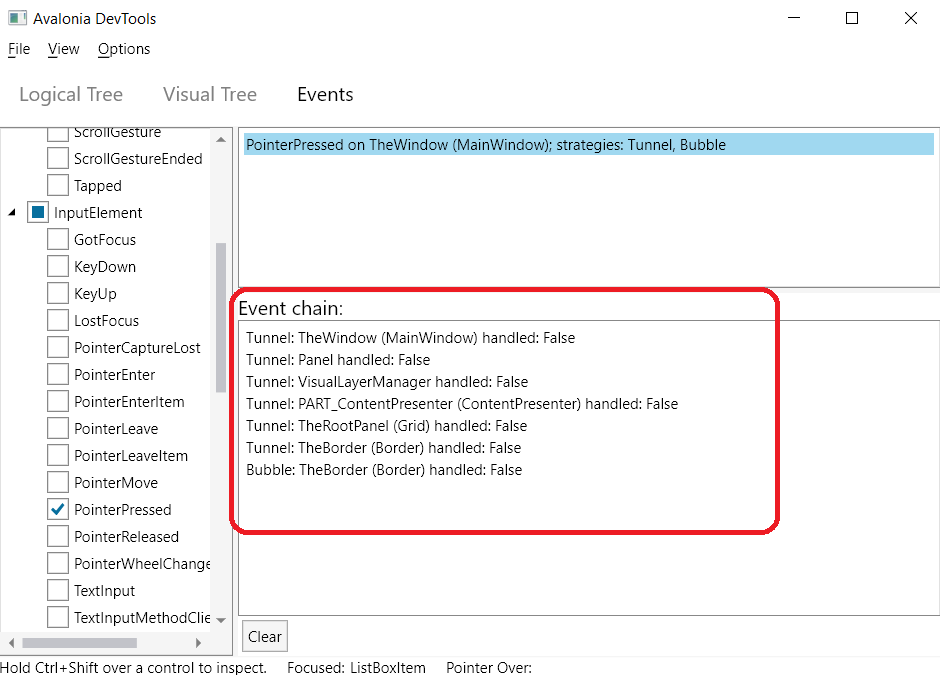 Avalonia DevTools
File View Options
Logical Tree Visual Tree Events
ScrollGesture
ScrollGestureEnded
Tapped
InputElement
GotFocus
KeyDown
KeyUp
LostFocus
PointerCaptureLost
PointerEnter
PointerEnterItem
PointerLeave
PointerLeaveItem
PointerMove
PointerPressed
PointerReleased
PointerWheelChange
TextInput
TextInputMethodClie
PointerPressed on TheWindow (MainWindow); strategies: Tunnel, Bubble
Event chain:
Tunnel: TheWindow (MainWindow) handled: False
Tunnel: Panel handled: False
Tunnel: VisualLayerManager handled: False
Tunnel: PART_ContentPresenter (ContentPresenter) handled: False
Tunnel: TheRootPanel (Grid) handled: False
Tunnel: TheBorder (Border) handled: False
Bubble: TheBorder (Border) handled: False
Clear
Hold Ctrl+Shift over a control to inspect. Focused: ListBoxItem Pointer Over: